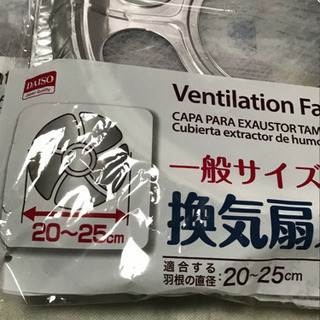 DAISO
Ventilation Fa
CAPA PARA EXAUSTOR TAM
Cubierta extractor de humo
一般サイズ
換気扇
20~25cm
適合する
羽根の直径:20~25cm